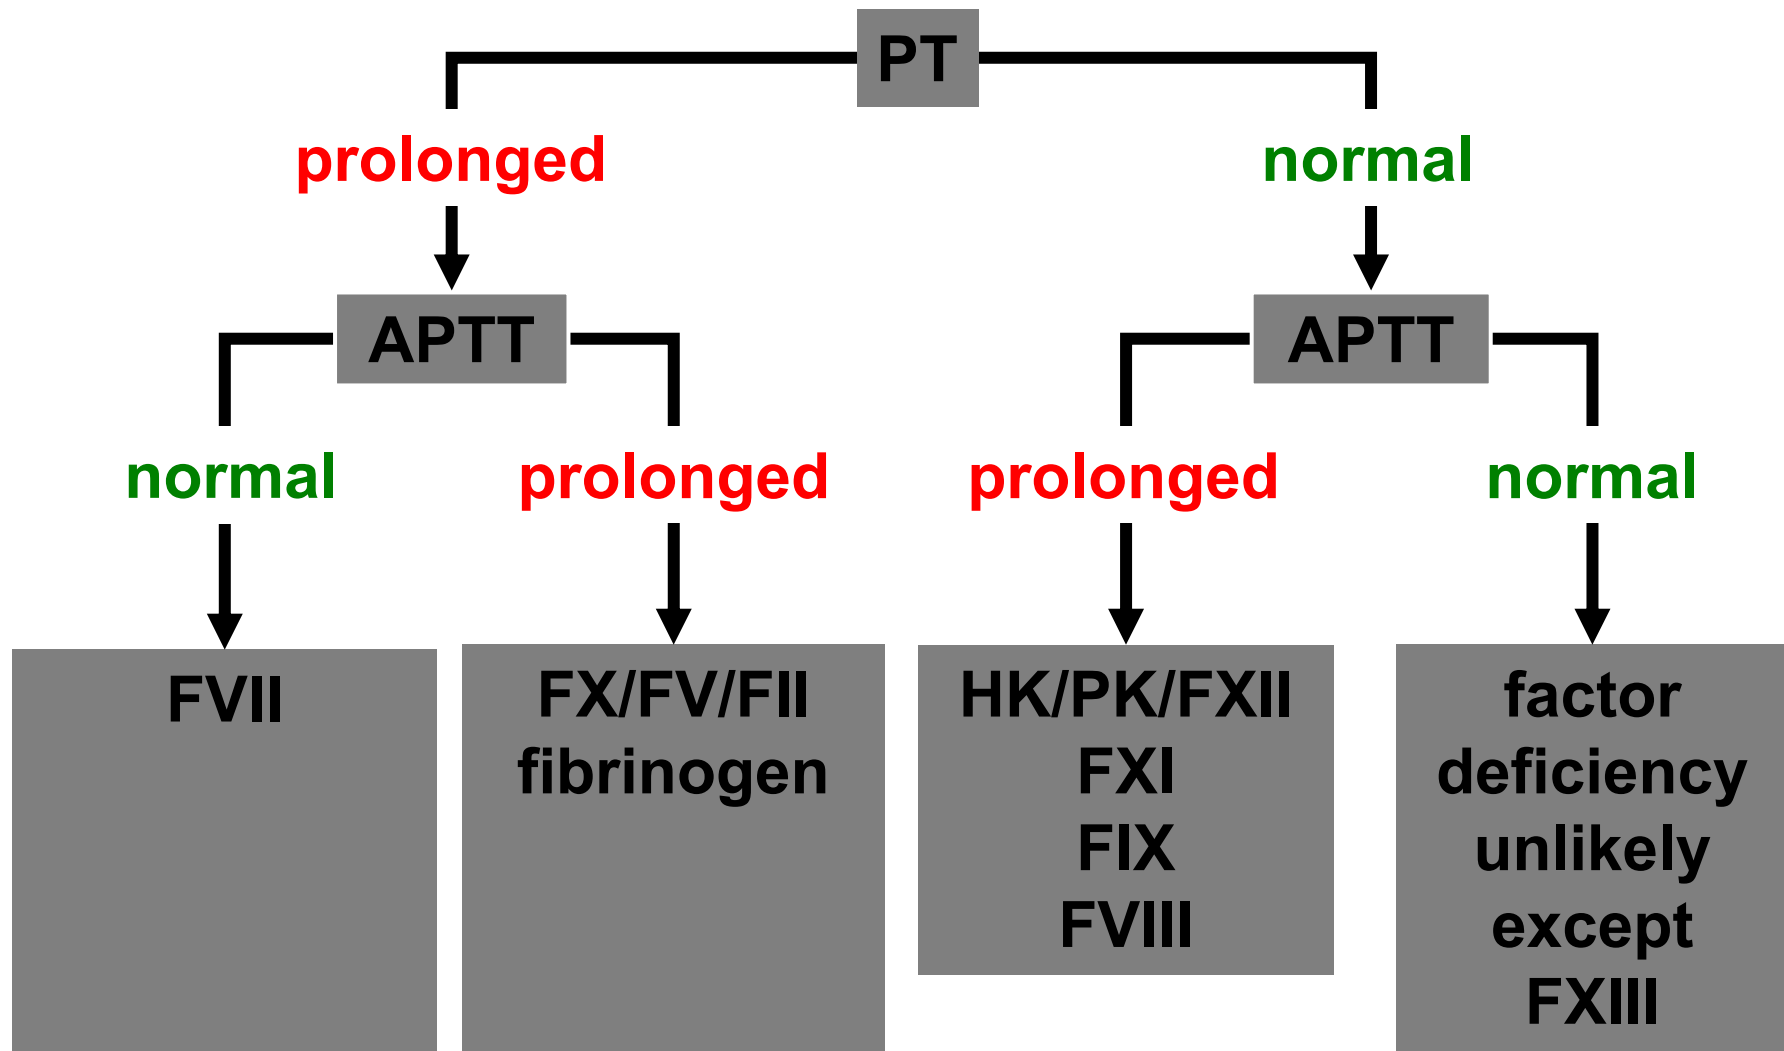 PT
prolonged
normal
APTT
APTT
normal
prolonged
prolonged
normal
FVII
FX/FV/FII
fibrinogen
HK/PK/FXII
FXI
FIX
FVIII
factor
deficiency
unlikely
except
FXIII